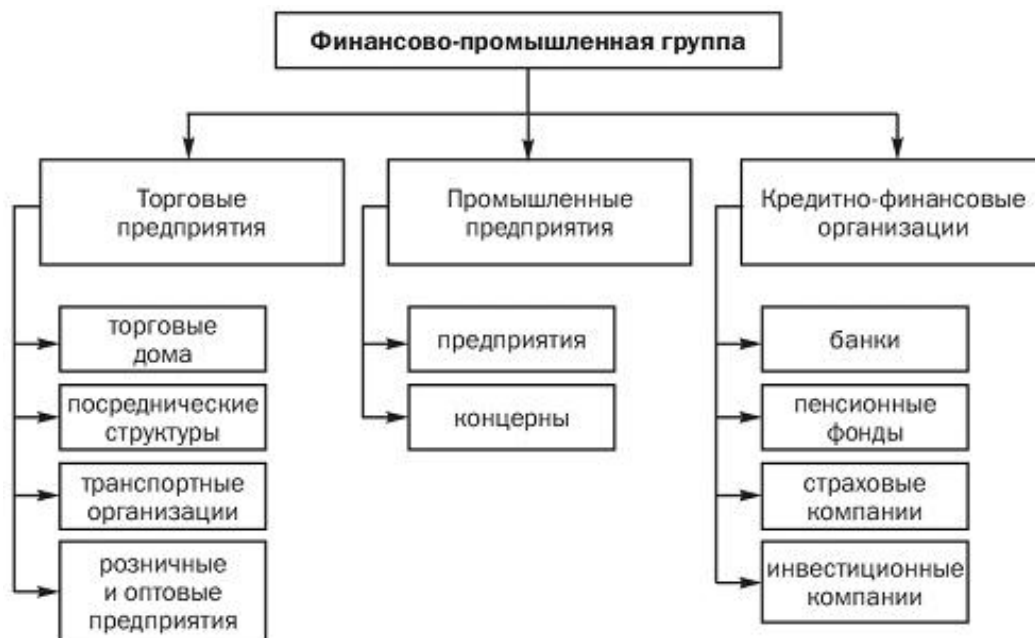 Финансово-промышленная группа
Торговые
предприятия
торговые
дома
посреднические
структуры
транспортные
организации
розничные
и оптовые
предприятия
Промышленные
предприятия
предприятия
концерны
Кредитно-финансовые
организации
банки
пенсионные
фонды
страховые
компании
инвестиционные
компании